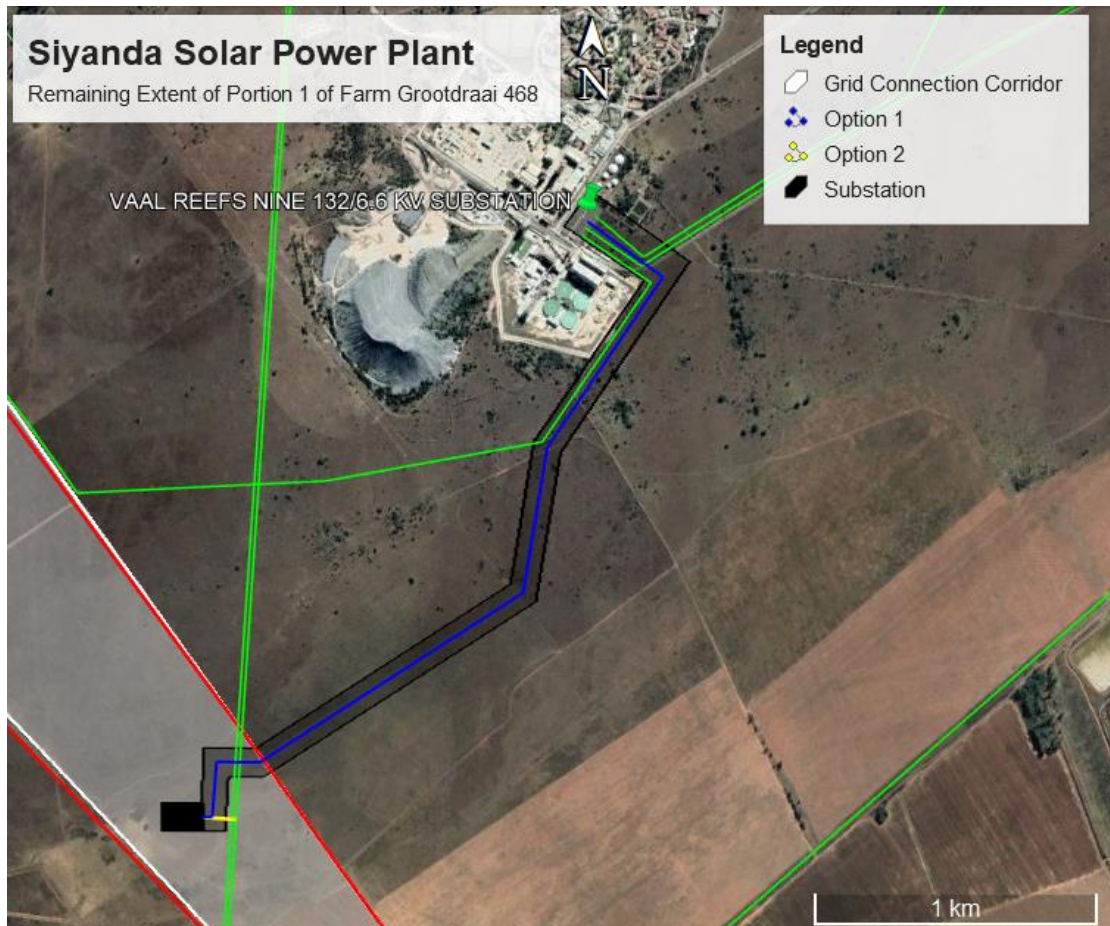 Siyanda Solar Power Plant
Remaining Extent of Portion 1 of Farm Grootdraai 468
N
Legend
Grid Connection Corridor
Option 1
Option 2
Substation
VAAL REEFS NINE 132/6.6 KV SUBSTATION
1 km